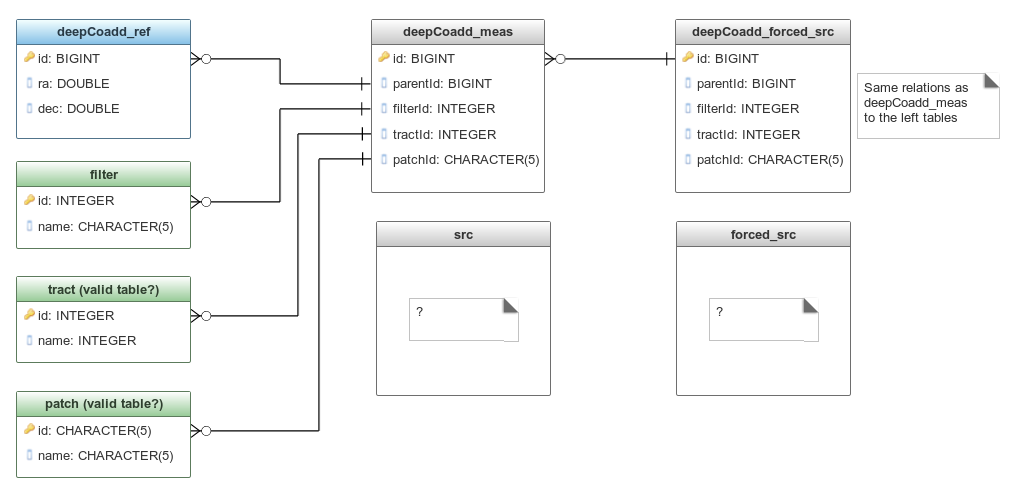 deepCoadd_ref
id: BIGINT
ra: DOUBLE
dec: DOUBLE
filter
id: INTEGER
name: CHARACTER(5)
tract (valid table?)
id: INTEGER
name: INTEGER
patch (valid table?)
id: CHARACTER(5)
name: CHARACTER(5)
deepCoadd_meas
id: BIGINT
parentId: BIGINT
filterId: INTEGER
tractId: INTEGER
patchId: CHARACTER(5)
src
?
deepCoadd_forced_src
id: BIGINT
parentId: BIGINT
filterId: INTEGER
tractId: INTEGER
patchId: CHARACTER(5)
forced_src
?
Same relations as
deepCoadd_meas
to the left tables